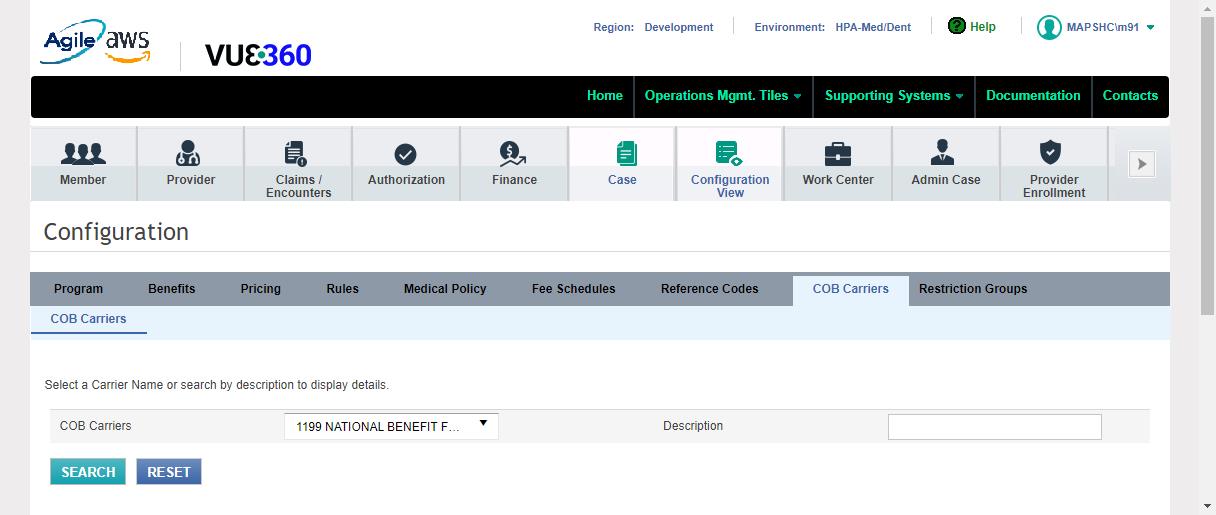 Agile aws
VUE360
Region: Development
Environment: HPA-Med/Dent
? Help
MAPSHC\m91
Home
Operations Mgmt. Tiles
Supporting Systems
Documentation
Contacts
Member
Provider
Claims /
Encounters
Authorization
Finance
Case
Configuration
View
Work Center
Admin Case
Provider
Enrollment
Configuration
Program
Benefits
Pricing
Rules
Medical Policy
Fee Schedules
Reference Codes
COB Carriers
Restriction Groups
COB Carriers
Select a Carrier Name or search by description to display details.
COB Carriers
1199 NATIONAL BENEFIT F...
Description
SEARCH
RESET